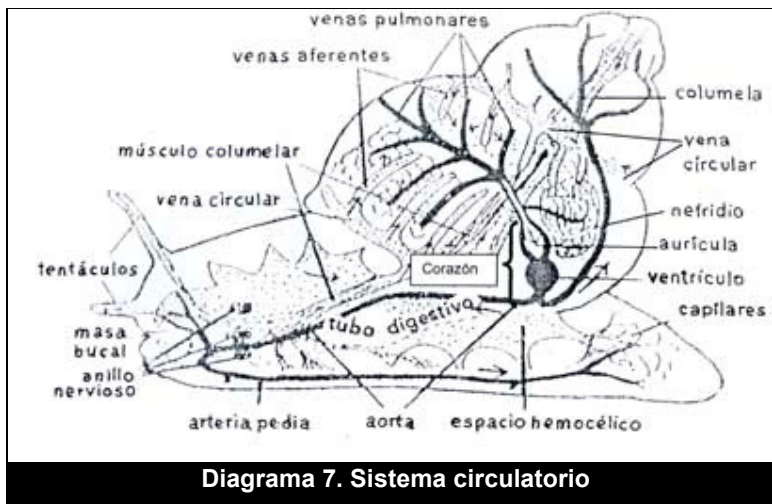 venas pulmonares
venas aferentes
columela
músculo columelar
vena
circular
vena circular
nefridio
aurícula
Corazón
tentáculos
ventrículo
capilares
tubo digestivo
masa
bucal
anillo
nervioso
arteria pedia
aorta
espacio hemocélico
Diagrama 7. Sistema circulatorio